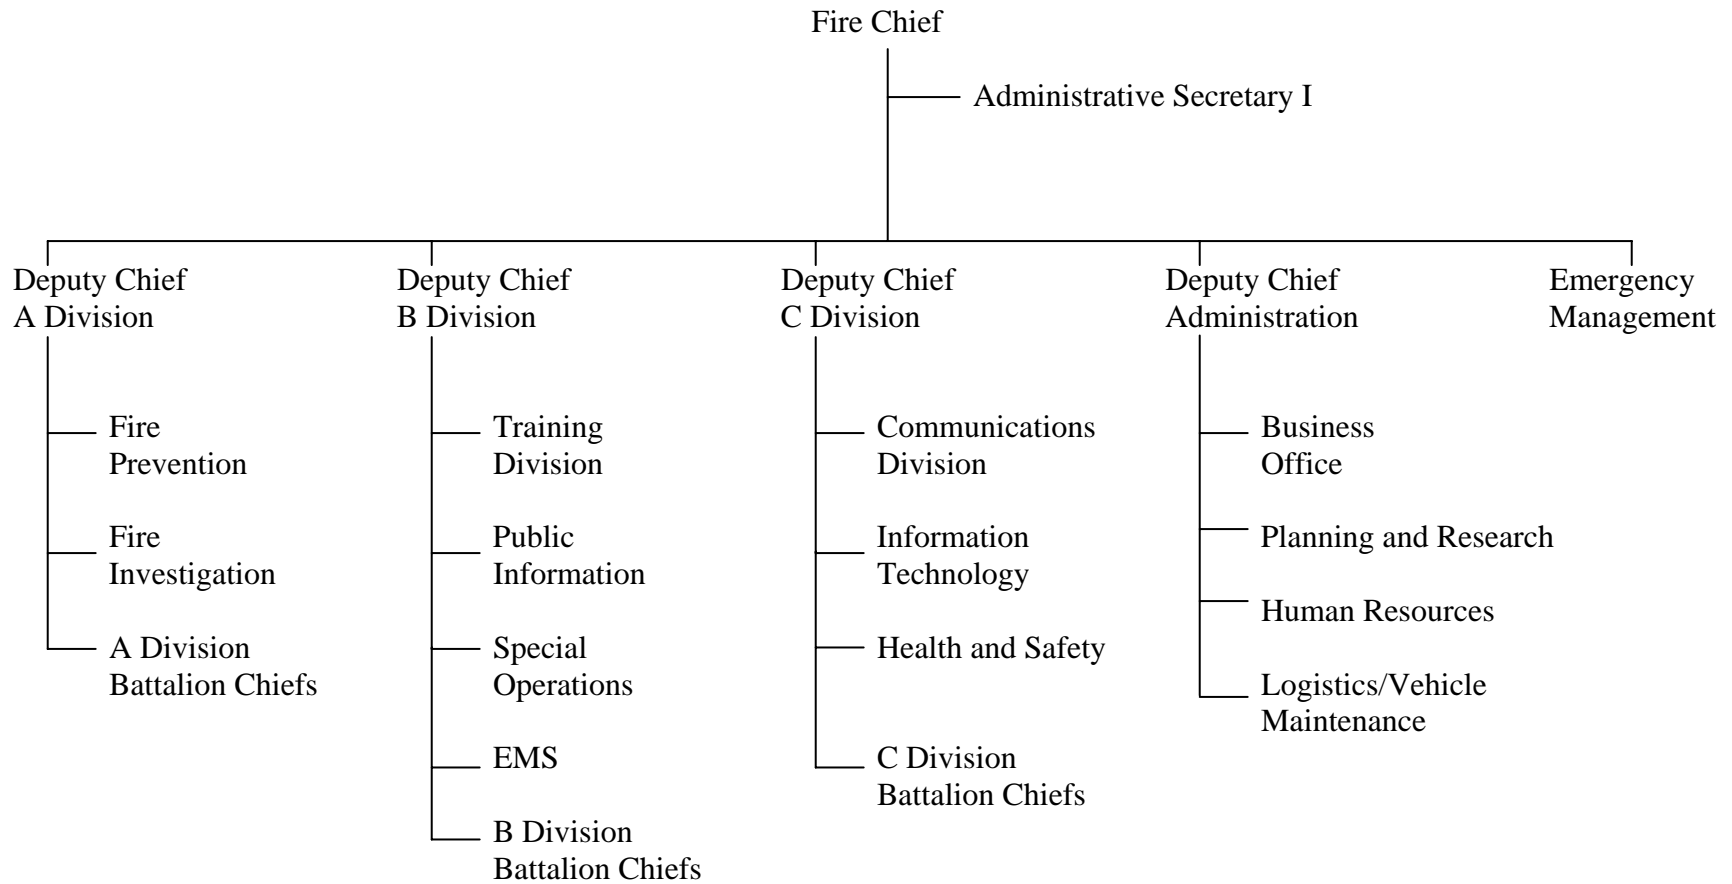 Fire Chief
Administrative Secretary I
Deputy Chief
A Division
Deputy Chief
B Division
Deputy Chief
C Division
Deputy Chief
Administration
Emergency
Management
Fire
Prevention
Fire
Investigation
A Division
Battalion Chiefs
Training
Division
Public
Information
Special
Operations
EMS
B Division
Battalion Chiefs
Communications
Division
Information
Technology
Health and Safety
C Division
Battalion Chiefs
Business
Office
Planning and Research
Human Resources
Logistics/Vehicle
Maintenance